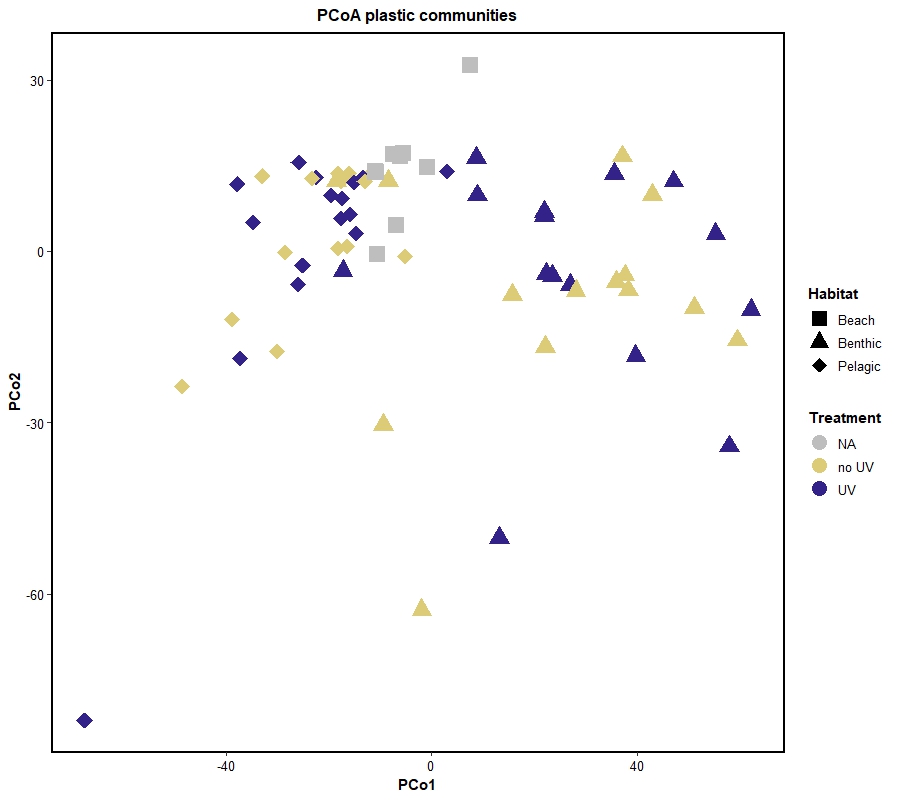 PCoA plastic communities
30
0
-30
-60
PCo2
-40
0
40
PCo1
Habitat
Beach
Benthic
Pelagic
Treatment
NA
no UV
UV